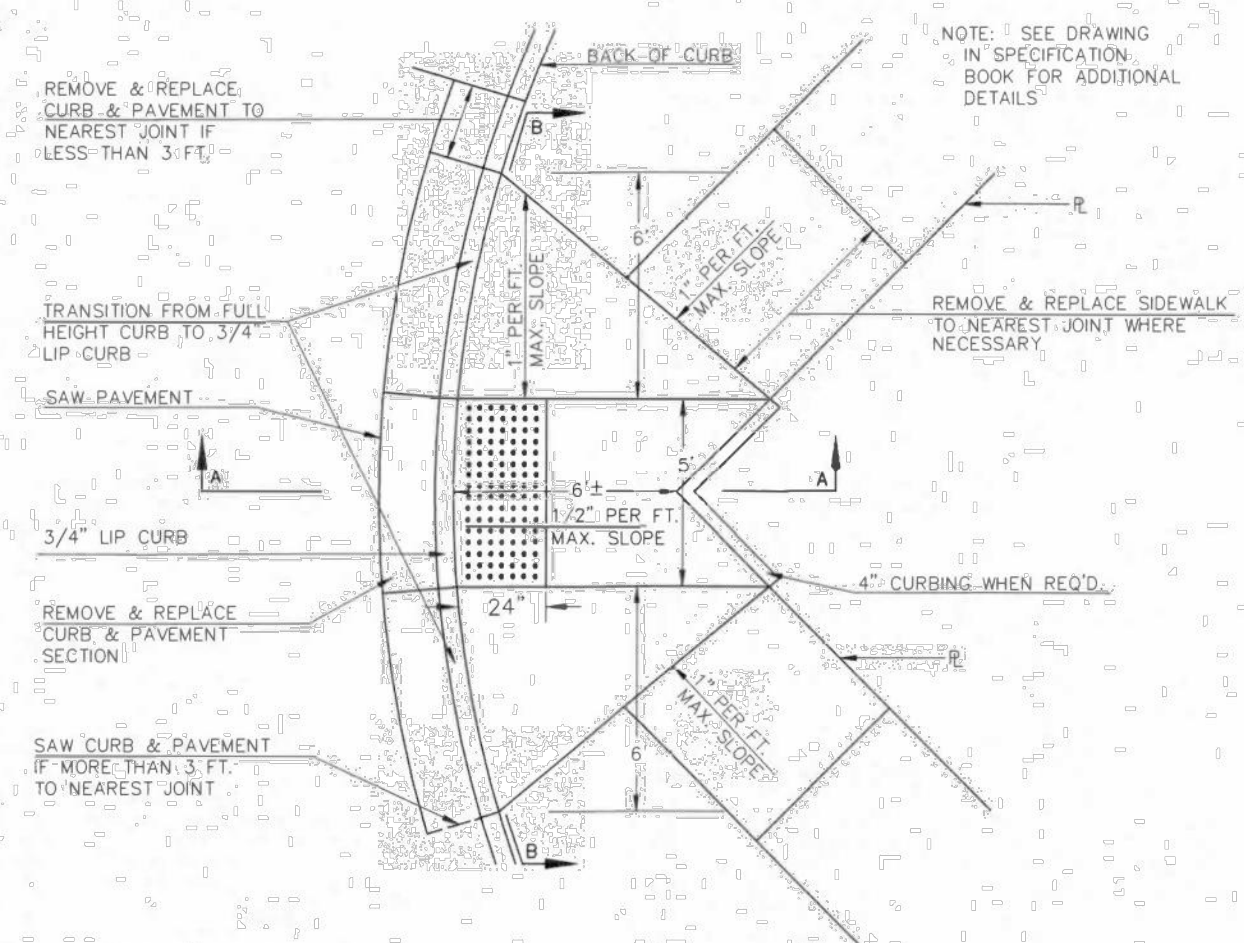 NOTE: SEE DRAWING
IN SPECIFICATION
BOOK FOR ADDITIONAL
DETAILS
BACK OF CURB
REMOVE & REPLACE
CURB & PAVEMENT TO
NEAREST JOINT IF
LESS THAN 3 FT.
B
6'
1" PER FT.
MAX. SLOPE
1" PER FT.
MAX SLOPE
PL
REMOVE & REPLACE SIDEWALK
TO NEAREST JOINT WHERE
NECESSARY
TRANSITION FROM FULL
HEIGHT CURB TO 3/4
LIP CURB
SAW PAVEMENT
A
A
5'
6'±
1/2" PER FT.
MAX. SLOPE
3/4" LIP CURB
4" CURBING WHEN REQ'D.
24"
REMOVE & REPLACE
CURB & PAVEMENT
SECTION
PL
1" PER FT.
MAX. SLOPE
6
SAW CURB & PAVEMENT
IF MORE THAN 3 FT.
TO NEAREST JOINT
B